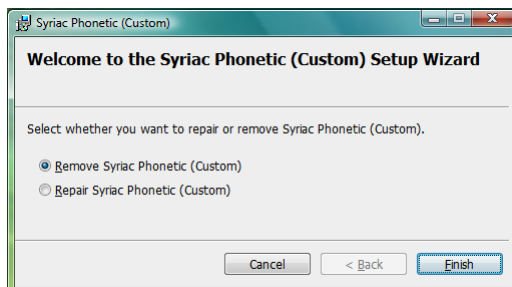 Syriac Phonetic (Custom)
Welcome to the Syriac Phonetic (Custom) Setup Wizard
Select whether you want to repair or remove Syriac Phonetic (Custom).
Remove Syriac Phonetic (Custom)
Repair Syriac Phonetic (Custom)
Cancel < Back Finish